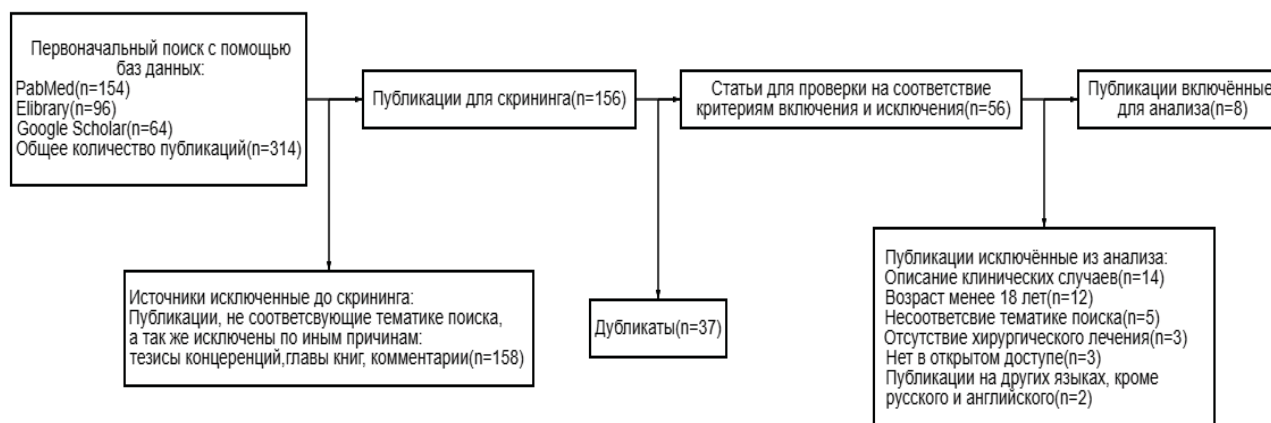 Первоначальный поиск с помощью
баз данных:
PabMed(n=154)
Elibrary(n=96)
Google Scholar(n=64)
Общее количество публикаций(n=314)
Публикации для скрининга(n=156)
Статьи для проверки на соответствие
критериям включения и исключения(n=56)
Публикации включённые
для анализа(n=8)
Источники исключенные до скрининга:
Публикации, не соответсвующие тематике поиска,
а так же исключены по иным причинам:
тезисы концеренций,главы книг, комментарии(n=158)
Дубликаты(n=37)
Публикации исключённые из анализа:
Описание клинических случаев(n=14)
Возраст менее 18 лет(n=12)
Несоответсвие тематике поиска(n=5)
Отсутствие хирургического лечения(n=3)
Нет в открытом доступе(n=3)
Публикации на других языках, кроме
русского и английского(n=2)